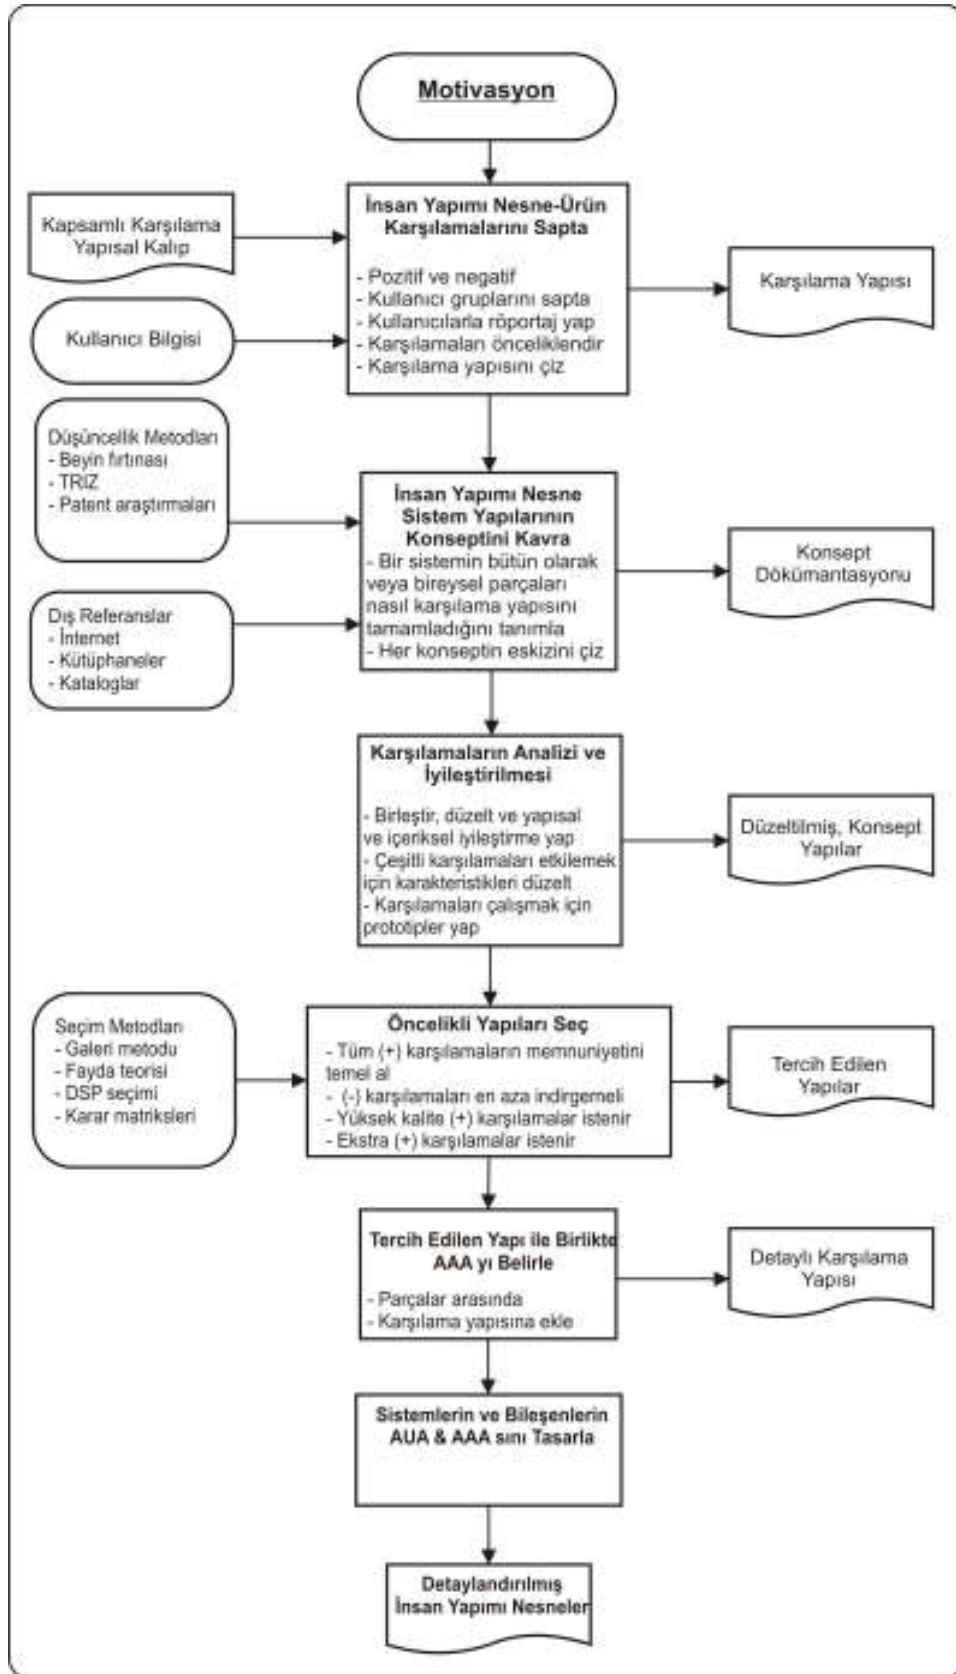 Motivasyon
Kapsamlı Karşılama
Yapısal Kalıp
Kullanıcı Bilgisi
İnsan Yapımı Nesne-Ürün
Karşılamalarını Sapta
- Pozitif ve negatif
- Kullanıcı gruplarını sapta
- Kullanıcılarla röportaj yap
- Karşılamaları önceliklendir
- Karşılama yapısını çiz
Karşılama Yapısı
Düşüncellik Metodları
- Beyin fırtınası
- TRIZ
- Patent araştırmaları
Dış Referanslar
- İnternet
- Kütüphaneler
- Kataloglar
İnsan Yapımı Nesne
Sistem Yapılarının
Konseptini Kavra
- Bir sistemin bütün olarak
veya bireysel parçaları
nasıl karşılama yapısını
tamamladığını tanımla
- Her konseptin eskizini çiz
Konsept
Dökümantasyonu
Karşılamaların Analizi ve
İyileştirilmesi
- Birleştir, düzelt ve yapısal
ve içeriksel iyileştirme yap
- Çeşitli karşılamaları etkilemek
için karakteristikleri düzelt
- Karşılamaları çalışmak için
prototipler yap
Düzeltilmiş, Konsept
Yapılar
Seçim Metodları
- Galeri metodu
- Fayda teorisi
- DSP seçimi
- Karar matriksleri
Öncelikli Yapıları Seç
- Tüm (+) karşılamaların memnuniyetini
temel al
- (-) karşılamaları en aza indirgemeli
- Yüksek kalite (+) karşılamalar istenir
- Ekstra (+) karşılamalar istenir
Tercih Edilen
Yapılar
Tercih Edilen Yapı ile Birlikte
AAA yı Belirle
- Parçalar arasında
- Karşılama yapısına ekle
Detaylı Karşılama
Yapısı
Sistemlerin ve Bileşenlerin
AUA & AAA sını Tasarla
Detaylandırılmış
İnsan Yapımı Nesneler